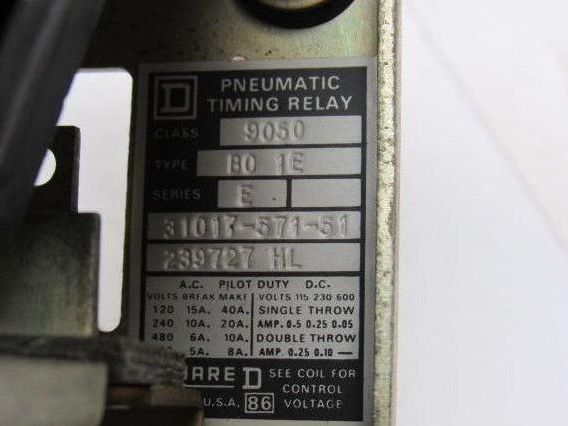 D PNEUMATIC
TIMING RELAY
CLASS 9050
TYPE BO 1E
SERIES E
31017-571-51
239727 HL
A.C. PILOT DUTY D.C.
VOLTS BREAK MAKE VOLTS 115 230 600
120 15A. 40A. SINGLE THROW
240 10A. 20A. AMP. 0.5 0.25 0.05
480 6A. 10A. DOUBLE THROW
5A. 8A. AMP. 0.25 0.10 —
UARE D SEE COIL FOR
CONTROL
U.S.A. 86 VOLTAGE